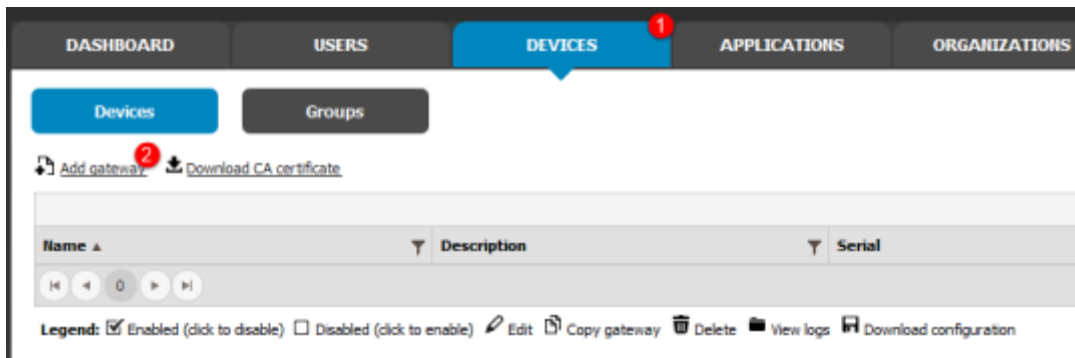 DASHBOARD USERS DEVICES 1 APPLICATIONS ORGANIZATIONS
Devices Groups
Add gateway 2 Download CA certificate
Name Description Serial
0
Legend: Enabled (click to disable) Disabled (click to enable) Edit Copy gateway Delete View logs Download configuration